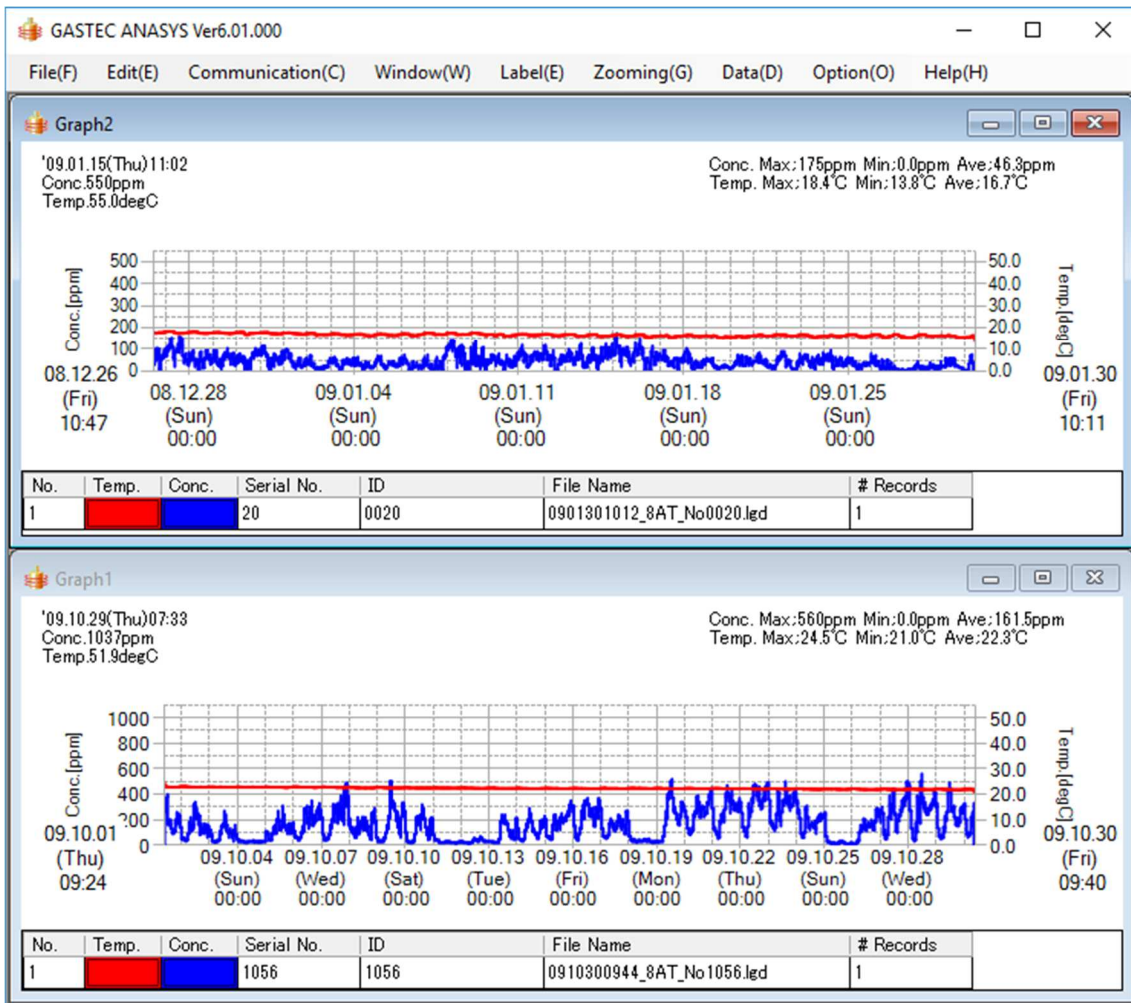 GASTEC ANASYS Ver6.01.000
File(F) Edit(E) Communication(C) Window(W) Label(E) Zooming(G) Data(D) Option(O) Help(H)
Graph2
'09.01.15(Thu)11:02
Conc.550ppm
Temp.55.0degC
Conc. Max;175ppm Min;0.0ppm Ave;46.3ppm
Temp. Max;18.4℃ Min;13.8℃ Ave;16.7℃
Conc.[ppm]
500
400
300
200
100
0
50.0
40.0
30.0
20.0
10.0
0.0
Temp.[degC]
08.12.26
(Fri)
10:47
08.12.28 09.01.04 09.01.11 09.01.18 09.01.25
(Sun) (Sun) (Sun) (Sun) (Sun)
00:00 00:00 00:00 00:00 00:00
09.01.30
(Fri)
10:11
No. Temp. Conc. Serial No. ID File Name # Records
1 20 0020 0901301012_8AT_No0020.lgd 1
Graph1
'09.10.29(Thu)07:33
Conc.1037ppm
Temp.51.9degC
Conc. Max;560ppm Min;0.0ppm Ave;161.5ppm
Temp. Max;24.5℃ Min;21.0℃ Ave;22.3℃
Conc.[ppm]
1000
800
600
400
200
0
50.0
40.0
30.0
20.0
10.0
0.0
Temp.[degC]
09.10.01
(Thu)
09:24
09.10.04 09.10.07 09.10.10 09.10.13 09.10.16 09.10.19 09.10.22 09.10.25 09.10.28
(Sun) (Wed) (Sat) (Tue) (Fri) (Mon) (Thu) (Sun) (Wed)
00:00 00:00 00:00 00:00 00:00 00:00 00:00 00:00 00:00
09.10.30
(Fri)
09:40
No. Temp. Conc. Serial No. ID File Name # Records
1 1056 1056 0910300944_8AT_No1056.lgd 1